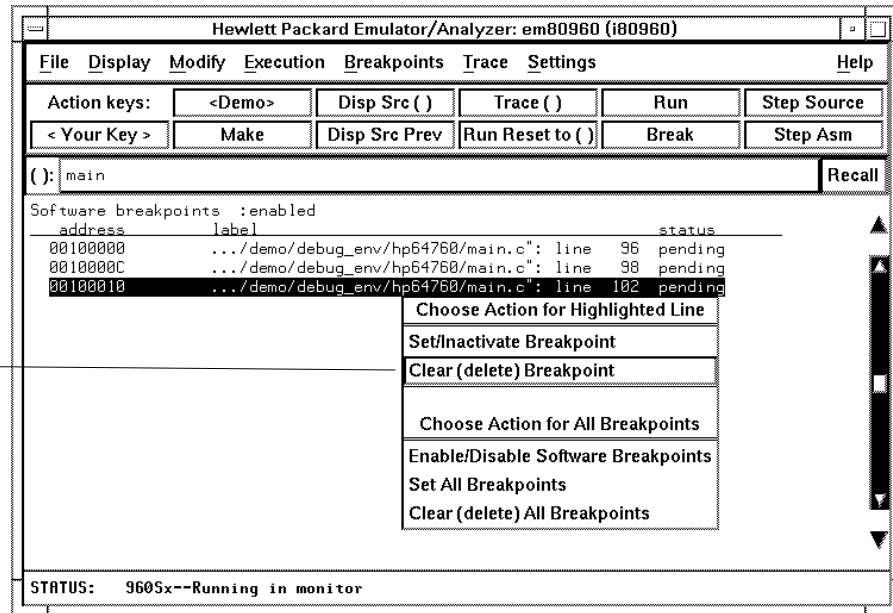 Hewlett Packard Emulator/Analyzer: em80960 (i80960)
File Display Modify Execution Breakpoints Trace Settings Help
Action keys: <Demo> Disp Src ( ) Trace ( ) Run Step Source
< Your Key > Make Disp Src Prev Run Reset to ( ) Break Step Asm
( ): main Recall
Software breakpoints :enabled
address label status
00100000 .../demo/debug_env/hp64760/main.c": line 96 pending
0010000C .../demo/debug_env/hp64760/main.c": line 98 pending
00100010 .../demo/debug_env/hp64760/main.c": line 102 pending
Choose Action for Highlighted Line
Set/Inactivate Breakpoint
Clear (delete) Breakpoint
Choose Action for All Breakpoints
Enable/Disable Software Breakpoints
Set All Breakpoints
Clear (delete) All Breakpoints
STATUS: 960Sx--Running in monitor